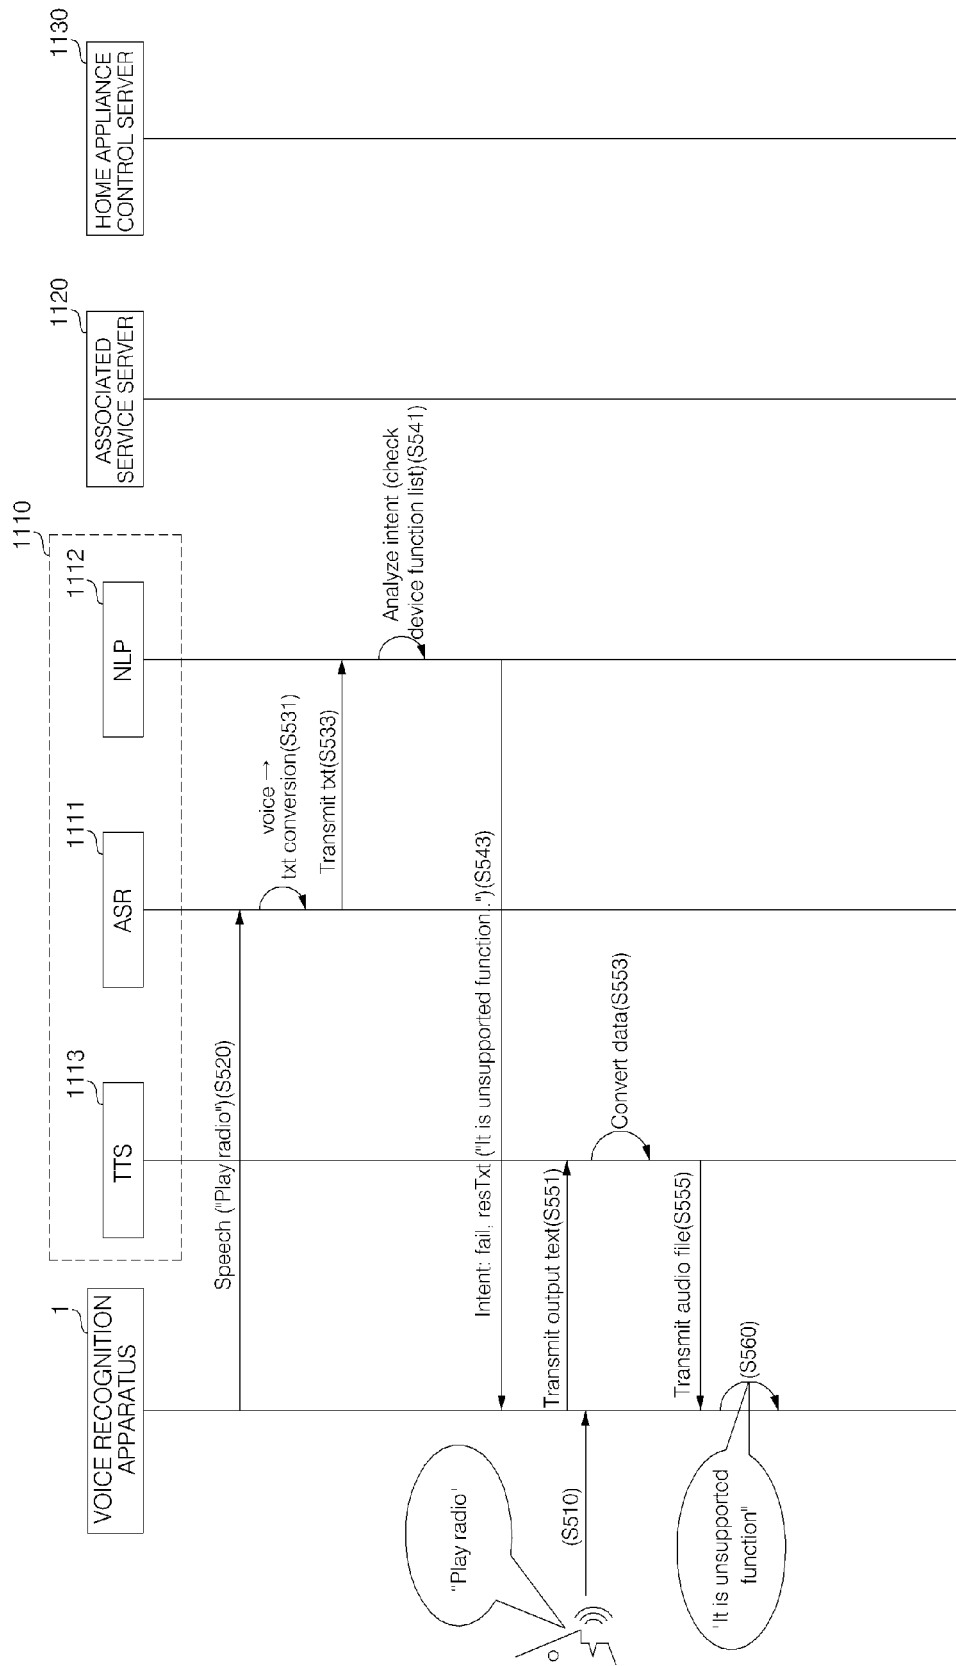 1
VOICE RECOGNITION
APPARATUS
1110
1113
TTS
1111
ASR
1112
NLP
1120
ASSOCIATED
SERVICE SERVER
1130
HOME APPLIANCE
CONTROL SERVER
Speech ("Play radio")(S520)
voice →
txt conversion(S531)
Transmit txt(S533)
Analyze intent (check
device function list)(S541)
Intent: fail, resTxt ("It is unsupported function .")(S543)
"Play radio"
(S510)
Transmit output text(S551)
Convert data(S553)
Transmit audio file(S555)
(S560)
"It is unsupported
function"